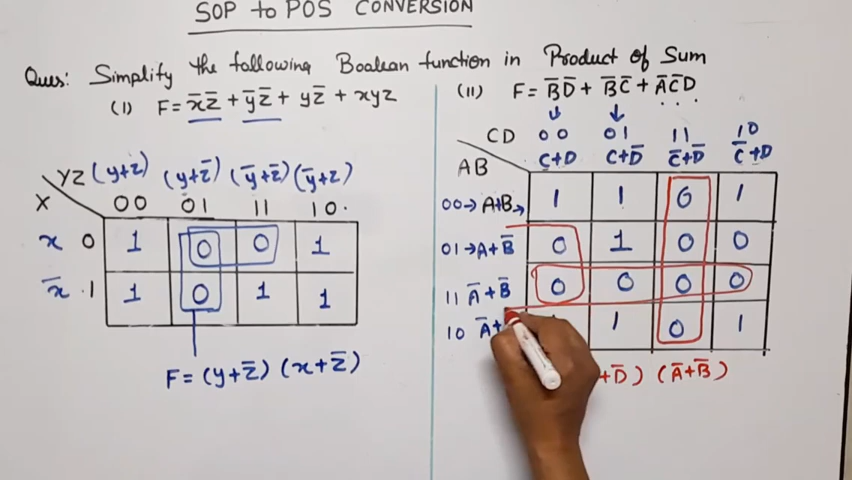 SOP to POS CONVERSION
Ques: Simplify the following Boolean function in Product of Sum
(I) F = x̅z̅ + y̅z̅ + yz̅ + xyz
(II) F = B̅D̅ + B̅C̅ + A̅C̅D
YZ (y+z) (y+z̅) (y̅+z̅) (y̅+z)
X 00 01 11 10.
x 0 1 0 0 1
x̅ 1 1 0 1 1
F = (y+z̅) (x+z̅)
CD 00 01 11 10
AB C+D C+D̅ C̅+D̅ C̅+D
00→ A+B→ 1 1 0 1
01→ A+B̅ 0 1 0 0
11 A̅+B̅ 0 0 0 0
10 A̅+ 1 0 1
+D̅) (A̅+B̅)